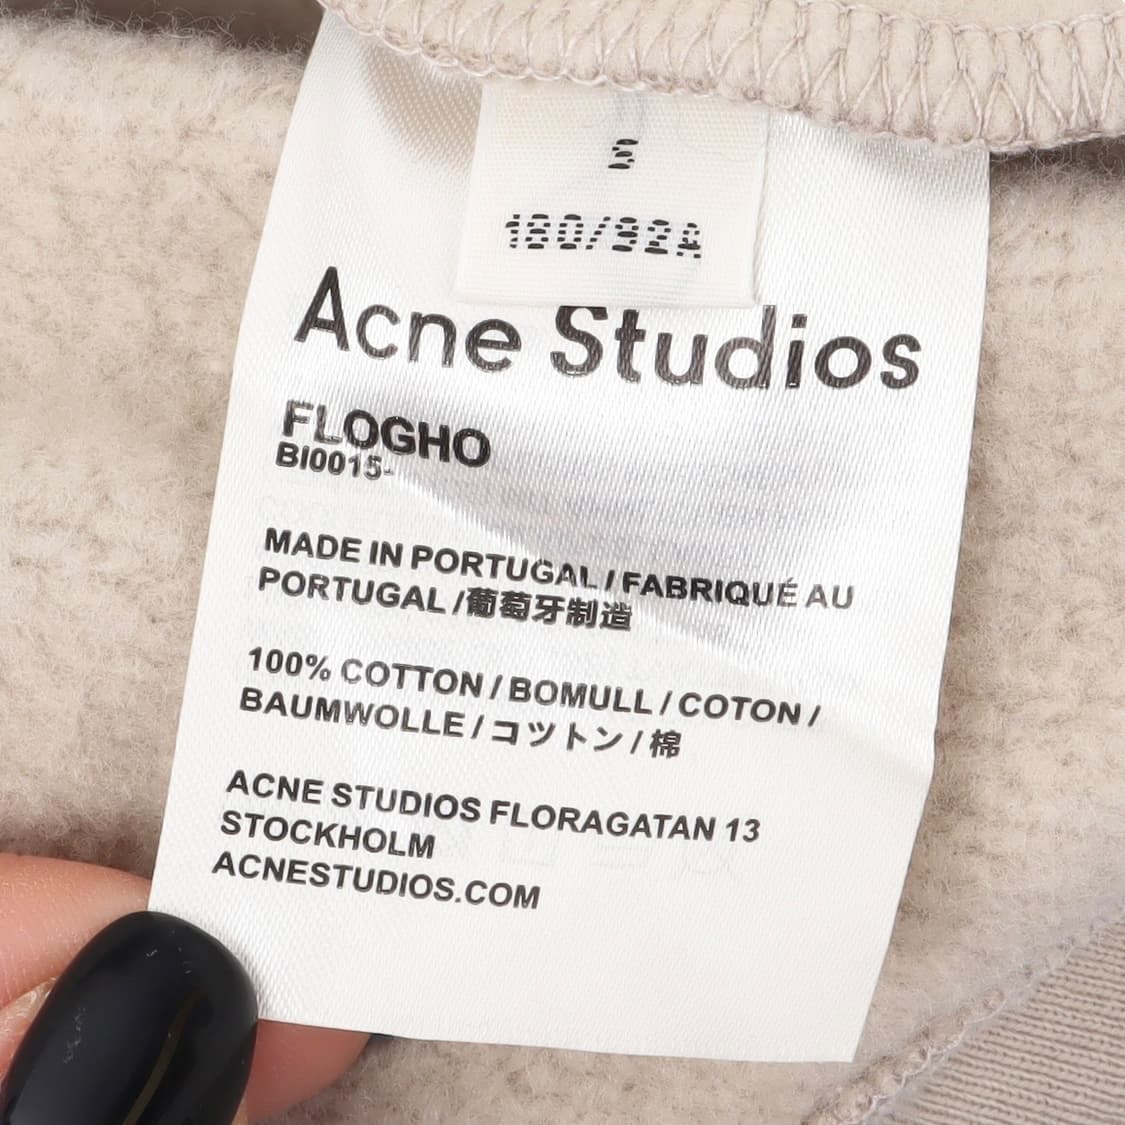 S
180/92A
Acne Studios
FLOGHO
BI0015-
MADE IN PORTUGAL / FABRIQUÉ AU
PORTUGAL /葡萄牙制造
100% COTTON / BOMULL / COTON /
BAUMWOLLE / コットン / 棉
ACNE STUDIOS FLORAGATAN 13
STOCKHOLM
ACNESTUDIOS.COM